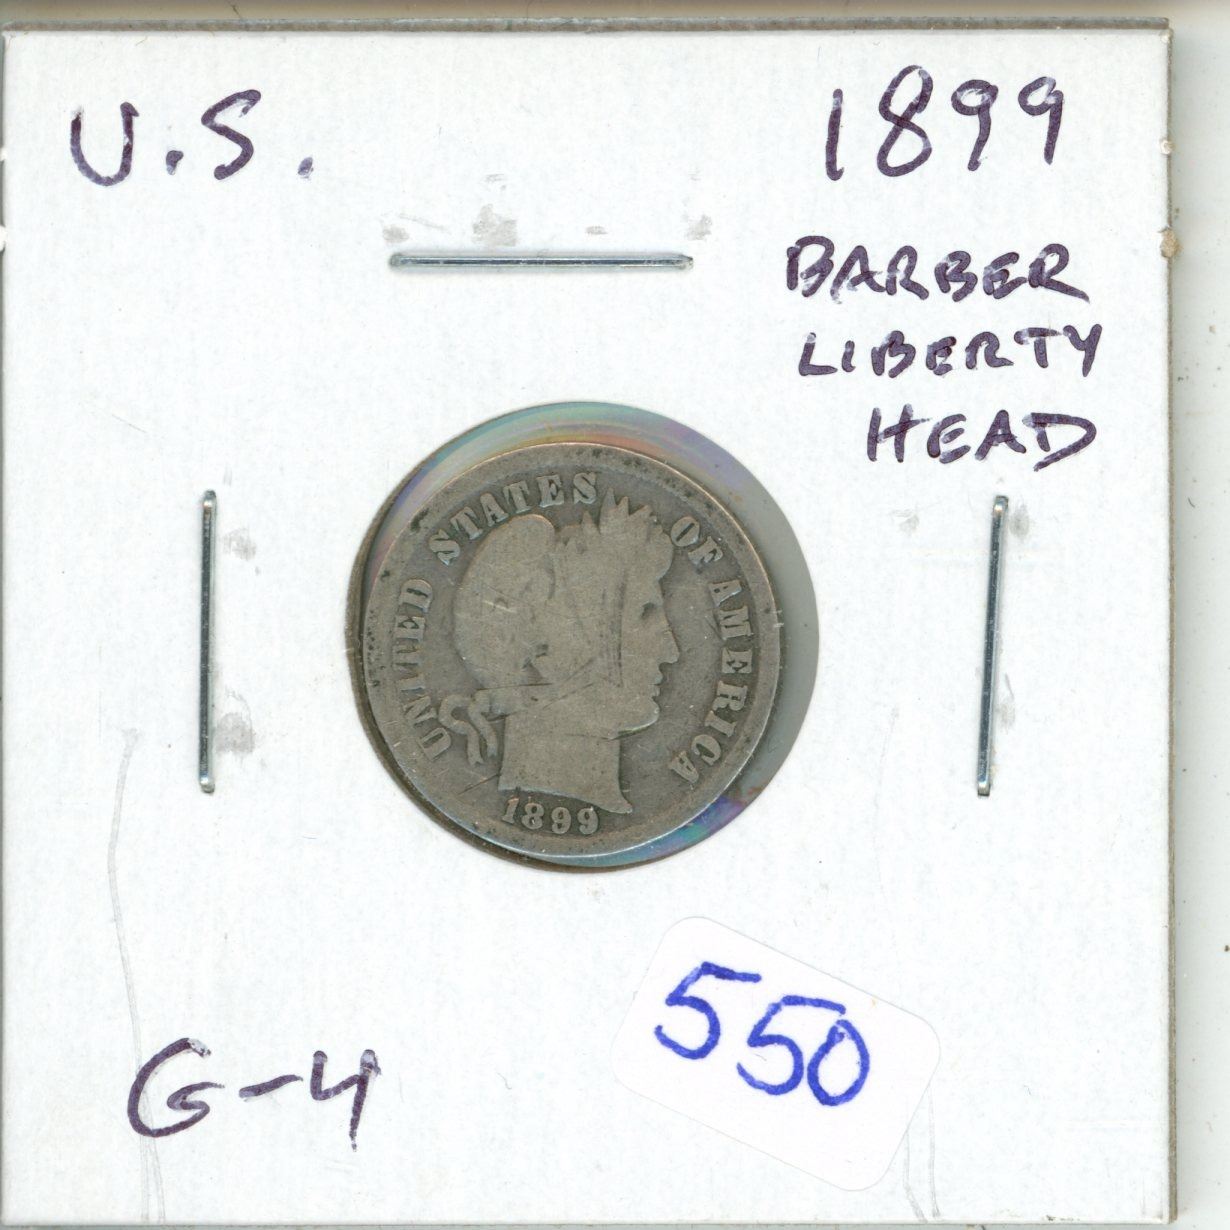 U.S.
1899
BARBER
LIBERTY
HEAD
UNITED STATES OF AMERICA
1899
550
G-4